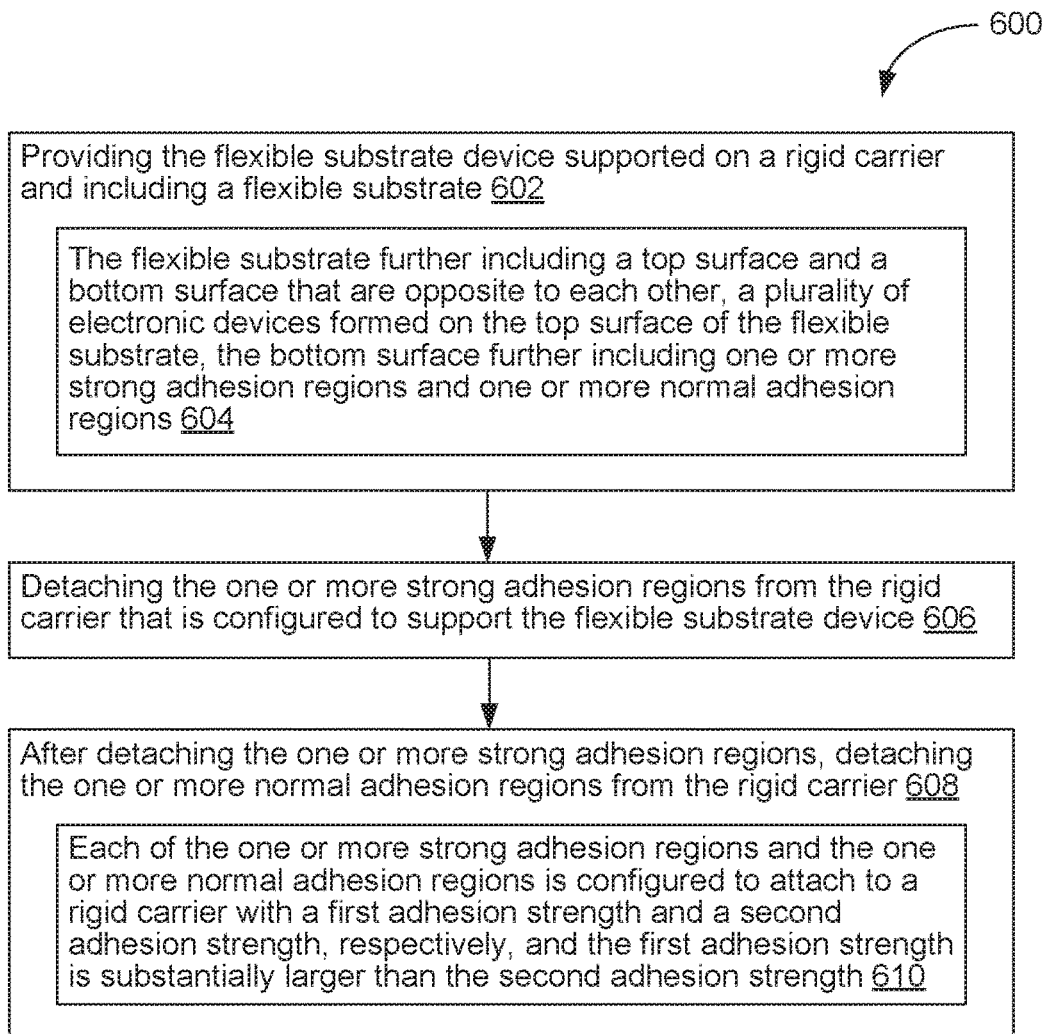 600
Providing the flexible substrate device supported on a rigid carrier
and including a flexible substrate 602
The flexible substrate further including a top surface and a
bottom surface that are opposite to each other, a plurality of
electronic devices formed on the top surface of the flexible
substrate, the bottom surface further including one or more
strong adhesion regions and one or more normal adhesion
regions 604
Detaching the one or more strong adhesion regions from the rigid
carrier that is configured to support the flexible substrate device 606
After detaching the one or more strong adhesion regions, detaching
the one or more normal adhesion regions from the rigid carrier 608
Each of the one or more strong adhesion regions and the one
or more normal adhesion regions is configured to attach to a
rigid carrier with a first adhesion strength and a second
adhesion strength, respectively, and the first adhesion strength
is substantially larger than the second adhesion strength 610